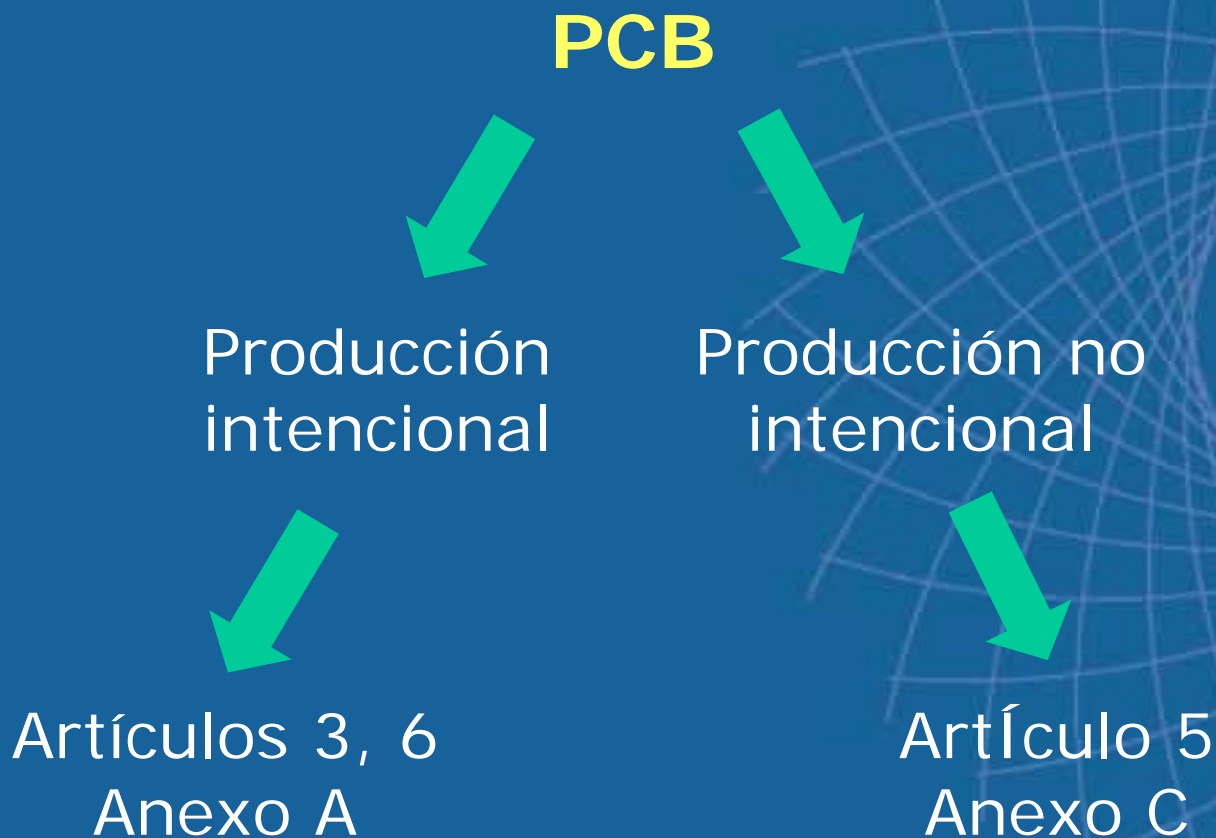 PCB
Producción
intencional
Producción no
intencional
Artículos 3, 6
Anexo A
ArtÍculo 5
Anexo C